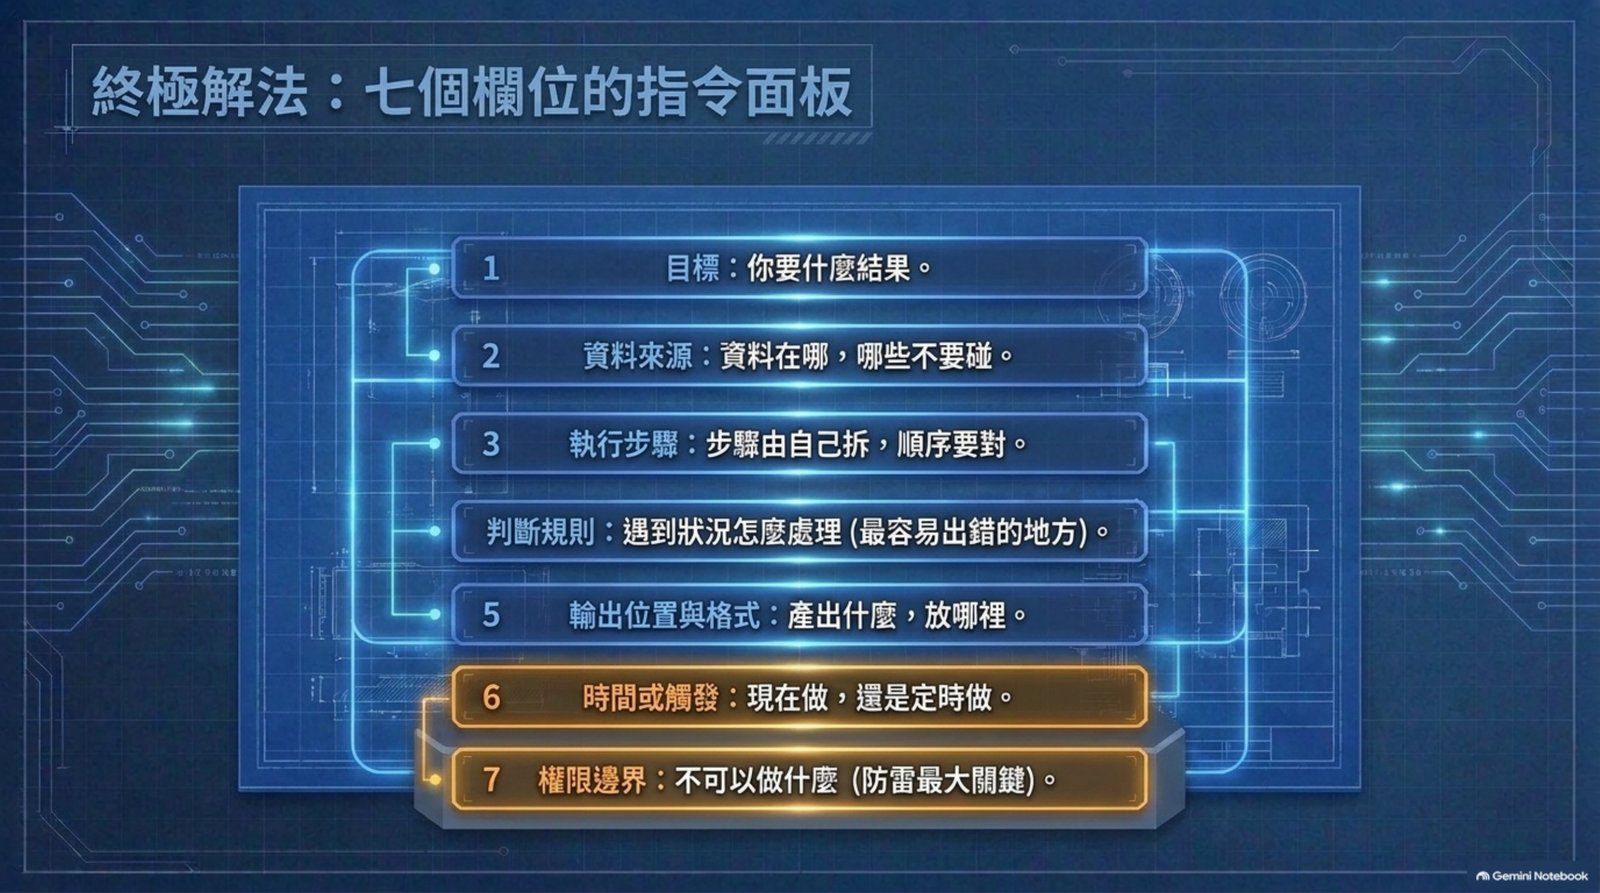 終極解法：七個欄位的指令面板
1 目標：你要什麼結果。
2 資料來源：資料在哪，哪些不要碰。
3 執行步驟：步驟由自己拆，順序要對。
判斷規則：遇到狀況怎麼處理 (最容易出錯的地方)。
5 輸出位置與格式：產出什麼，放哪裡。
6 時間或觸發：現在做，還是定時做。
7 權限邊界：不可以做什麼 (防雷最大關鍵)。
Gemini Notebook